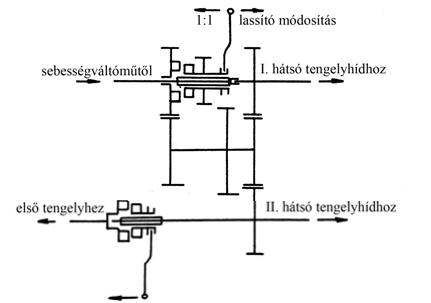 1:1 lassító módosítás
sebességváltóműtől
I. hátsó tengelyhídhoz
első tengelyhez
II. hátsó tengelyhídhoz